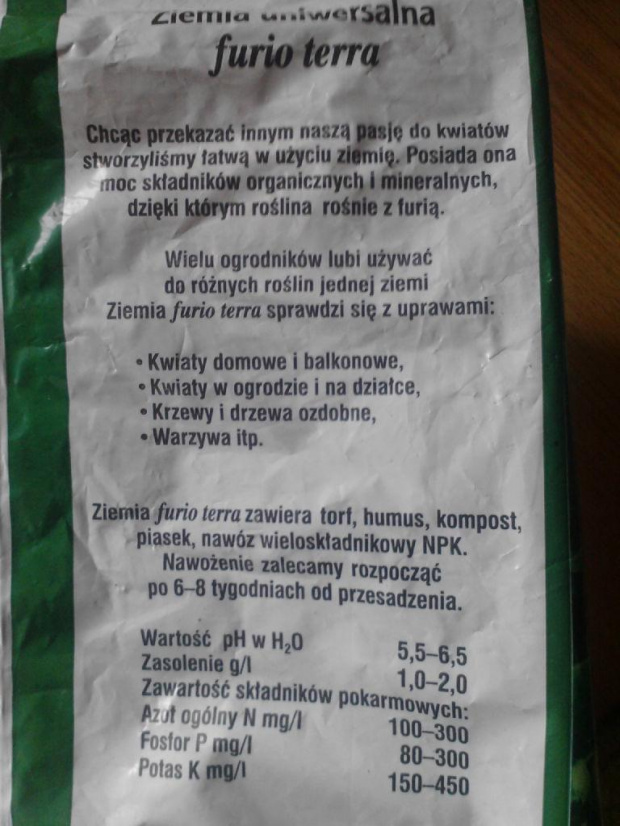 Ziemia uniwersalna
furio terra
Chcąc przekazać innym naszą pasję do kwiatów
stworzyliśmy łatwą w użyciu ziemię. Posiada ona
moc składników organicznych i mineralnych,
dzięki którym roślina rośnie z furią.
Wielu ogrodników lubi używać
do różnych roślin jednej ziemi
Ziemia furio terra sprawdzi się z uprawami:
• Kwiaty domowe i balkonowe,
• Kwiaty w ogrodzie i na działce,
• Krzewy i drzewa ozdobne,
• Warzywa itp.
Ziemia furio terra zawiera torf, humus, kompost,
piasek, nawóz wieloskładnikowy NPK.
Nawożenie zalecamy rozpocząć
po 6–8 tygodniach od przesadzenia.
Wartość pH w H₂O 5,5–6,5
Zasolenie g/l 1,0–2,0
Zawartość składników pokarmowych:
Azot ogólny N mg/l 100–300
Fosfor P mg/l 80–300
Potas K mg/l 150–450